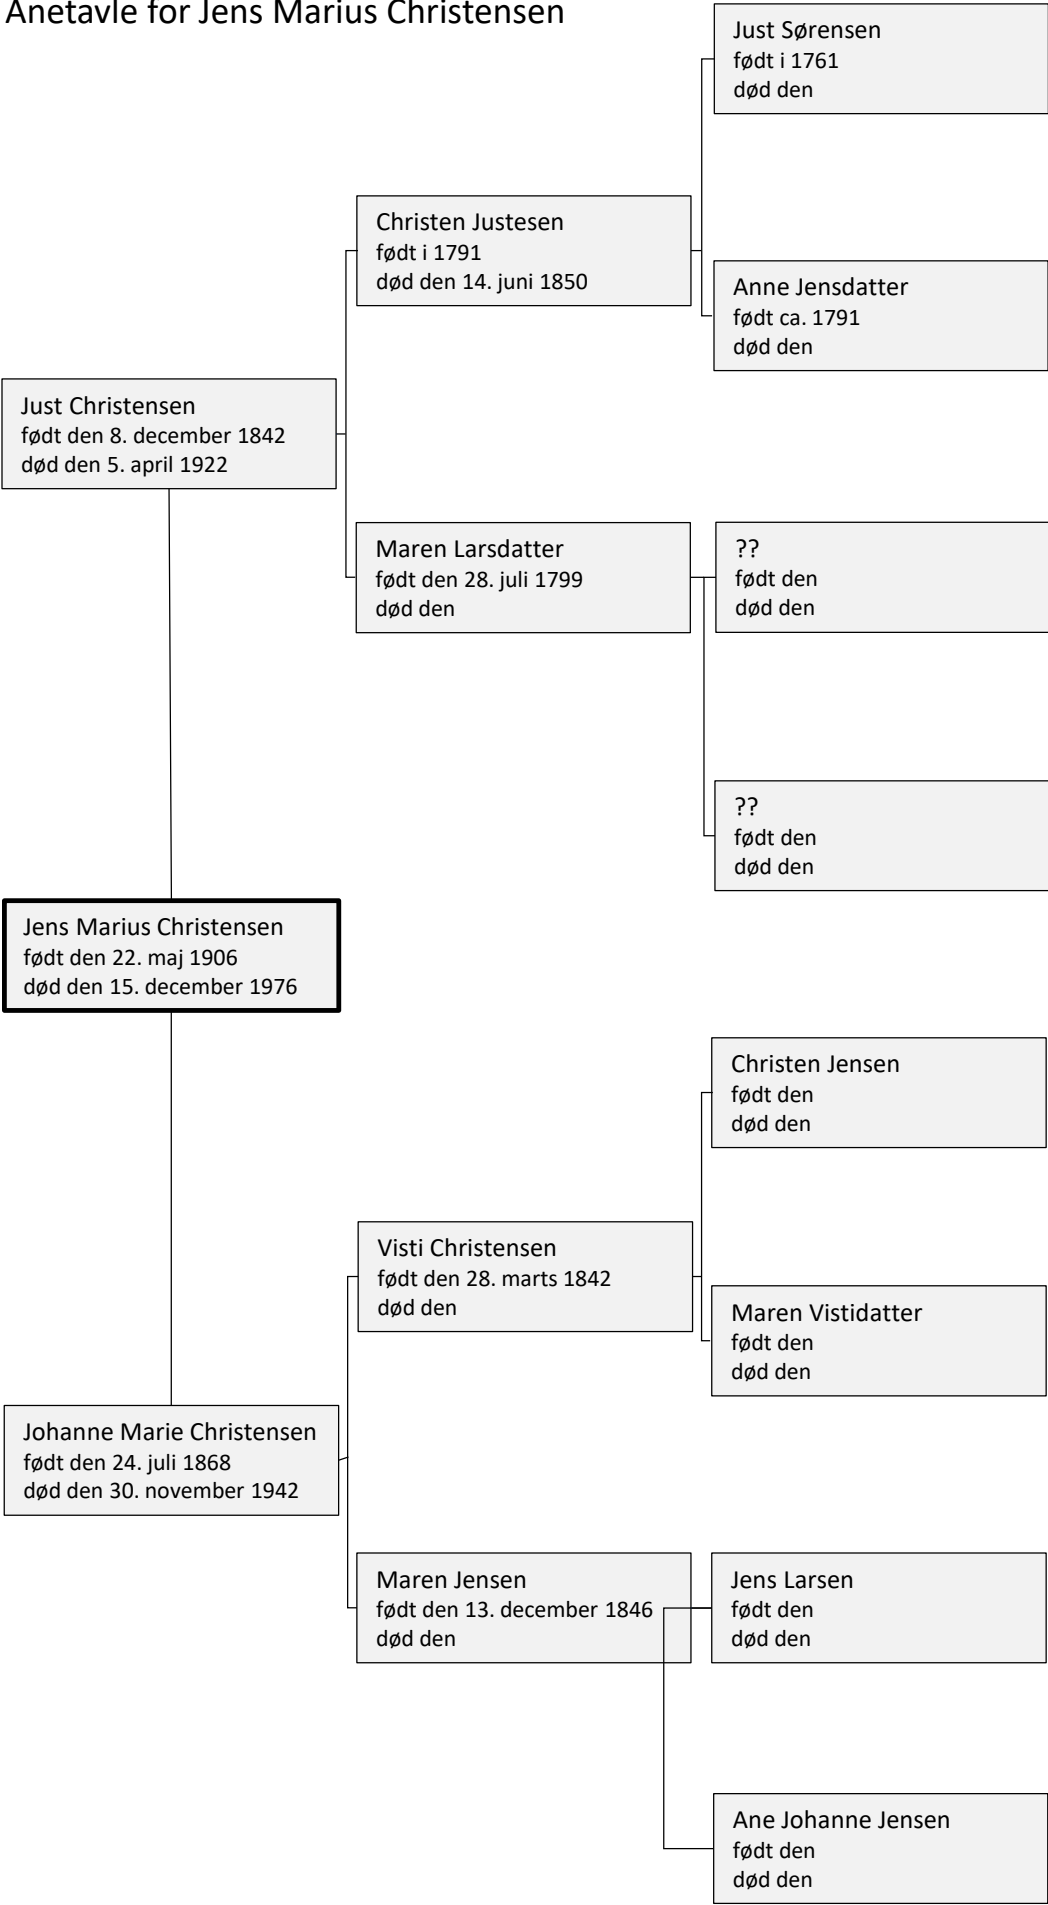 Anetavle for Jens Marius Christensen
Just Sørensen
født i 1761
død den
Christen Justesen
født i 1791
død den 14. juni 1850
Anne Jensdatter
født ca. 1791
død den
Just Christensen
født den 8. december 1842
død den 5. april 1922
Maren Larsdatter
født den 28. juli 1799
død den
??
født den
død den
??
født den
død den
Jens Marius Christensen
født den 22. maj 1906
død den 15. december 1976
Christen Jensen
født den
død den
Visti Christensen
født den 28. marts 1842
død den
Maren Vistidatter
født den
død den
Johanne Marie Christensen
født den 24. juli 1868
død den 30. november 1942
Maren Jensen
født den 13. december 1846
død den
Jens Larsen
født den
død den
Ane Johanne Jensen
født den
død den